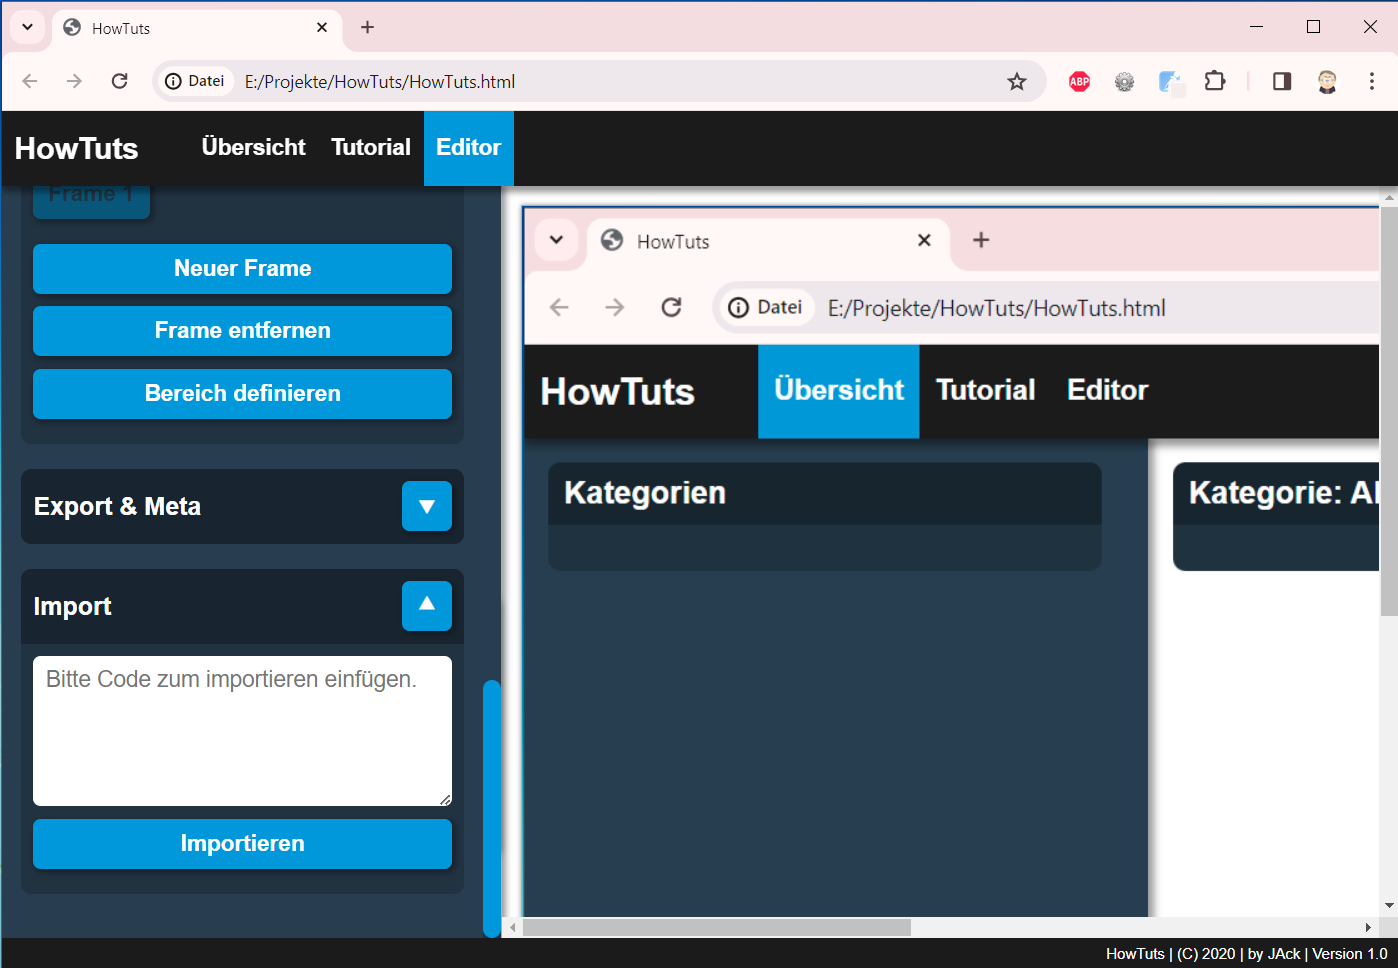 HowTuts
Datei E:/Projekte/HowTuts/HowTuts.html
ABP
HowTuts Übersicht Tutorial Editor
Frame 1
Neuer Frame
Frame entfernen
Bereich definieren
Export & Meta
Import
Bitte Code zum importieren einfügen.
Importieren
HowTuts
Datei E:/Projekte/HowTuts/HowTuts.html
HowTuts Übersicht Tutorial Editor
Kategorien
Kategorie: Al
HowTuts | (C) 2020 | by JAck | Version 1.0